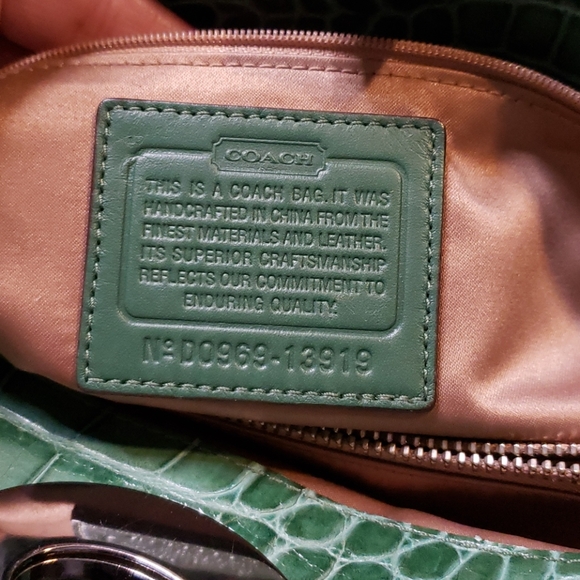 COACH
THIS IS A COACH BAG. IT WAS
HANDCRAFTED IN CHINA FROM THE
FINEST MATERIALS AND LEATHER.
ITS SUPERIOR CRAFTSMANSHIP
REFLECTS OUR COMMITMENT TO
ENDURING QUALITY.
Nº D0969-13919